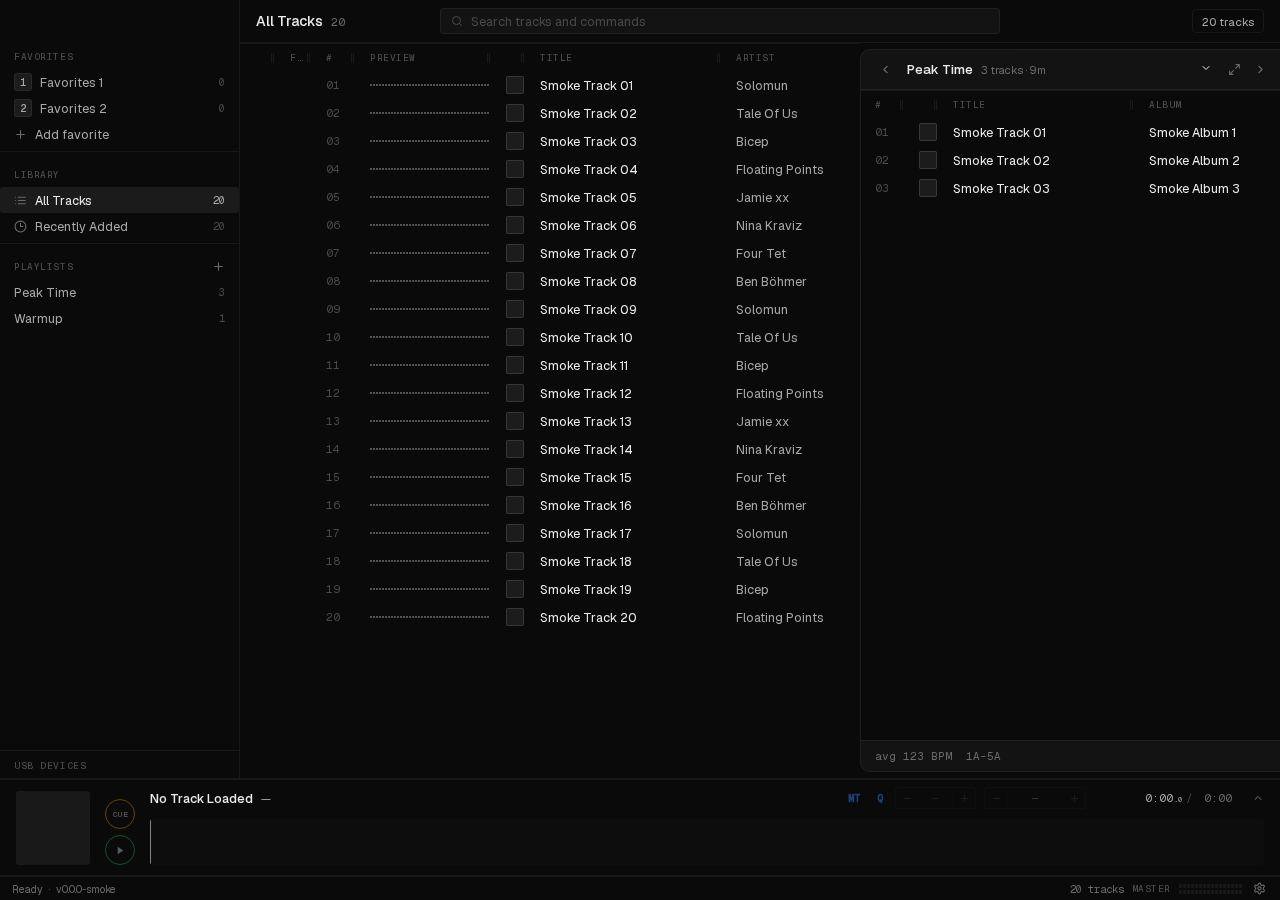 FAVORITES
1 Favorites 1 0
2 Favorites 2 0
Add favorite
LIBRARY
All Tracks 20
Recently Added 20
PLAYLISTS
Peak Time 3
Warmup 1
USB DEVICES
All Tracks 20
Search tracks and commands
20 tracks
F… # PREVIEW TITLE ARTIST
01 Smoke Track 01 Solomun
02 Smoke Track 02 Tale Of Us
03 Smoke Track 03 Bicep
04 Smoke Track 04 Floating Points
05 Smoke Track 05 Jamie xx
06 Smoke Track 06 Nina Kraviz
07 Smoke Track 07 Four Tet
08 Smoke Track 08 Ben Böhmer
09 Smoke Track 09 Solomun
10 Smoke Track 10 Tale Of Us
11 Smoke Track 11 Bicep
12 Smoke Track 12 Floating Points
13 Smoke Track 13 Jamie xx
14 Smoke Track 14 Nina Kraviz
15 Smoke Track 15 Four Tet
16 Smoke Track 16 Ben Böhmer
17 Smoke Track 17 Solomun
18 Smoke Track 18 Tale Of Us
19 Smoke Track 19 Bicep
20 Smoke Track 20 Floating Points
Peak Time 3 tracks · 9m
# TITLE ALBUM
01 Smoke Track 01 Smoke Album 1
02 Smoke Track 02 Smoke Album 2
03 Smoke Track 03 Smoke Album 3
avg 123 BPM 1A–5A
CUE
No Track Loaded —
MT Q − – + − – + 0:00.0 / 0:00
Ready · v0.0.0-smoke
20 tracks MASTER